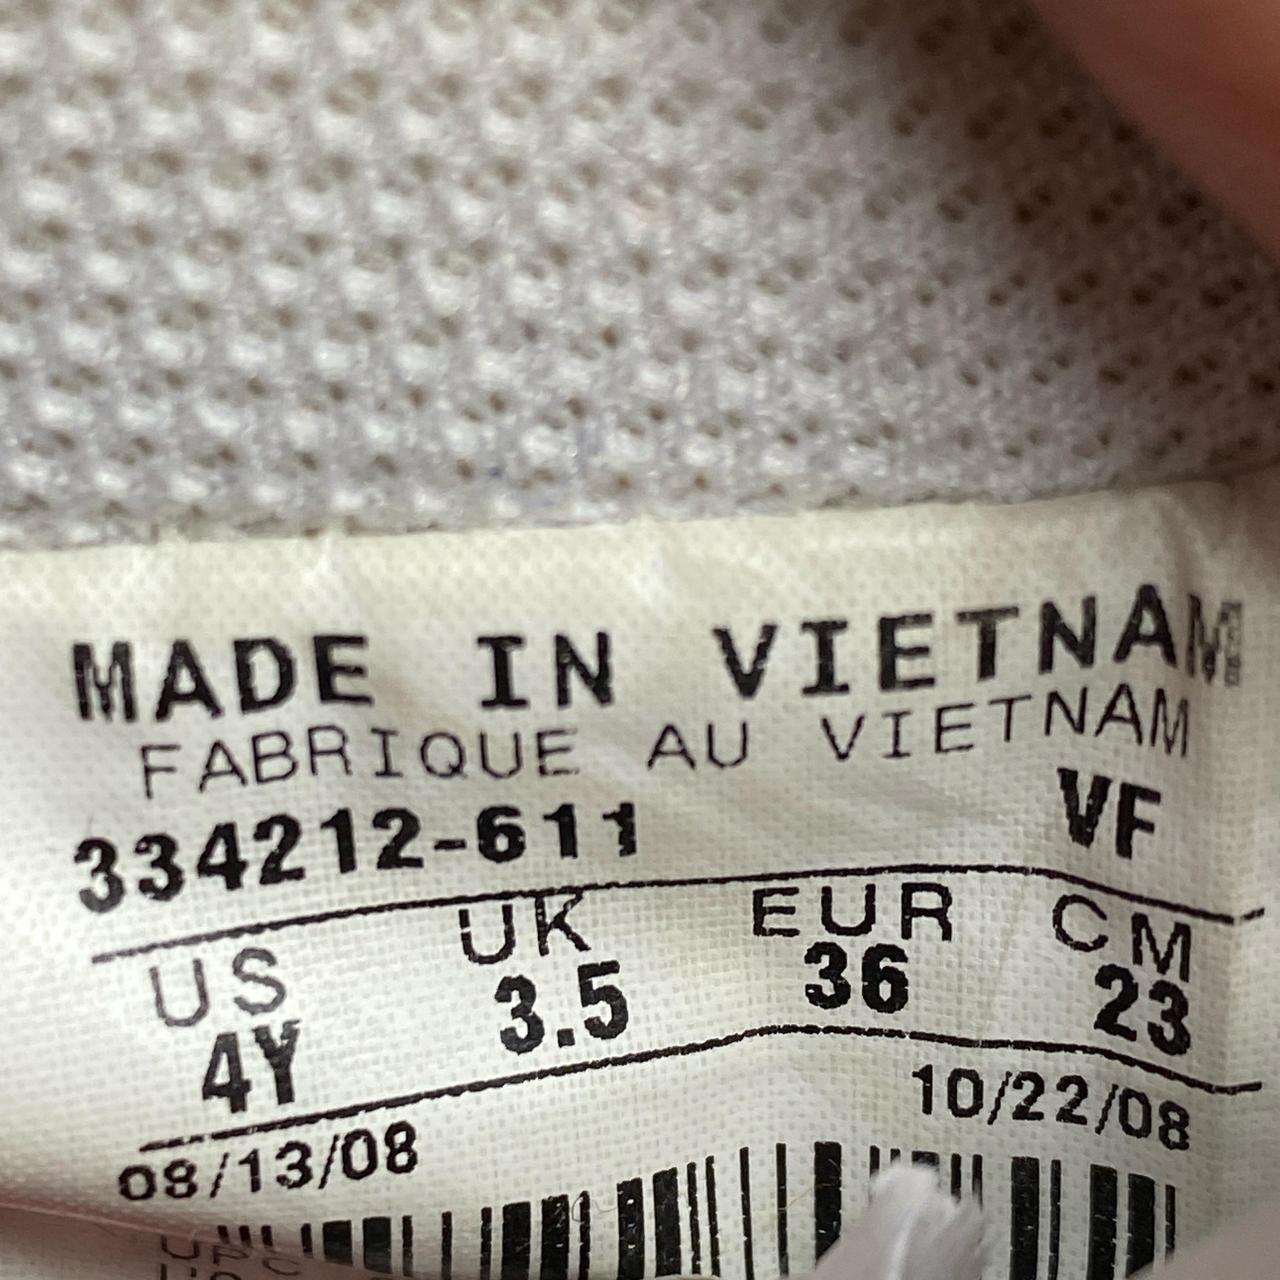 MADE IN VIETNAM
FABRIQUE AU VIETNAM
334212-611 VF
US UK EUR CM
4Y 3.5 36 23
08/13/08 10/22/08
UPC